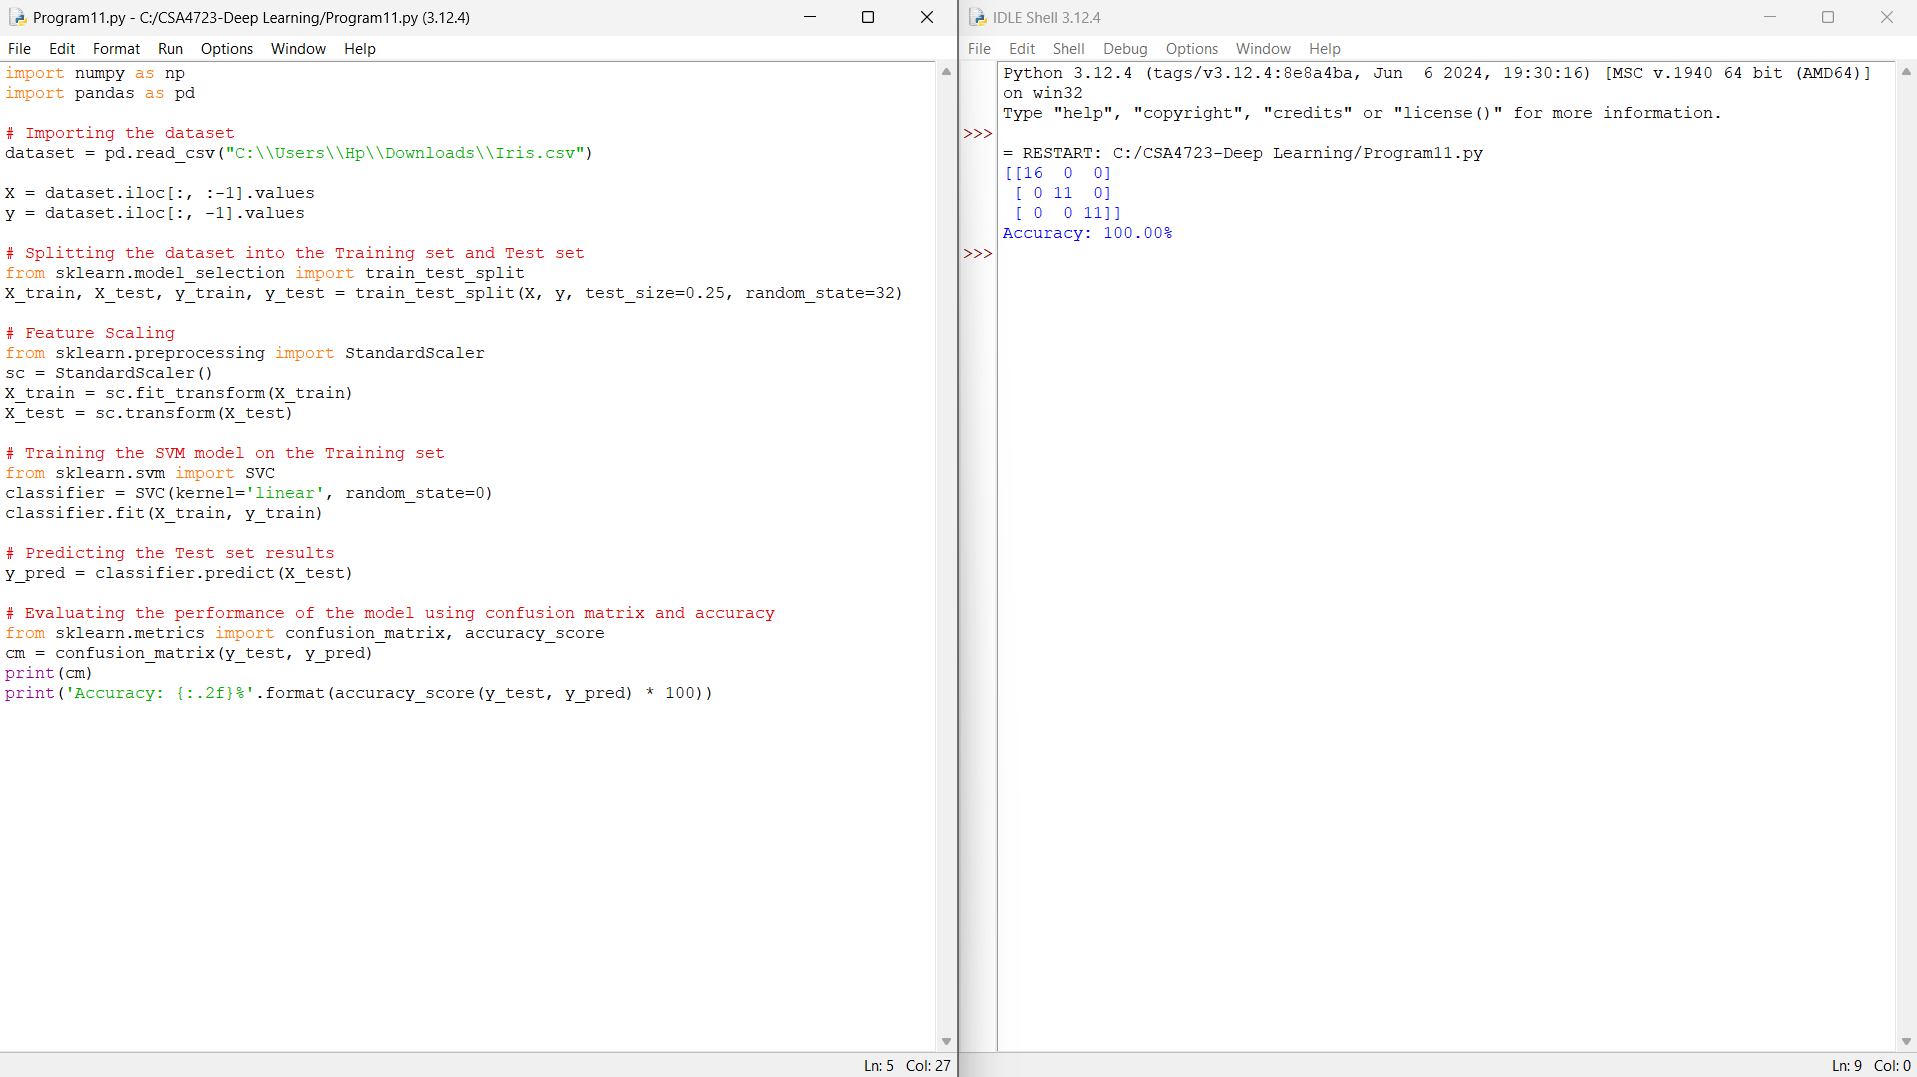 Program11.py - C:/CSA4723-Deep Learning/Program11.py (3.12.4)
File Edit Format Run Options Window Help
import numpy as np
import pandas as pd

# Importing the dataset
dataset = pd.read_csv("C:\\Users\\Hp\\Downloads\\Iris.csv")

X = dataset.iloc[:, :-1].values
y = dataset.iloc[:, -1].values

# Splitting the dataset into the Training set and Test set
from sklearn.model_selection import train_test_split
X_train, X_test, y_train, y_test = train_test_split(X, y, test_size=0.25, random_state=32)

# Feature Scaling
from sklearn.preprocessing import StandardScaler
sc = StandardScaler()
X_train = sc.fit_transform(X_train)
X_test = sc.transform(X_test)

# Training the SVM model on the Training set
from sklearn.svm import SVC
classifier = SVC(kernel='linear', random_state=0)
classifier.fit(X_train, y_train)

# Predicting the Test set results
y_pred = classifier.predict(X_test)

# Evaluating the performance of the model using confusion matrix and accuracy
from sklearn.metrics import confusion_matrix, accuracy_score
cm = confusion_matrix(y_test, y_pred)
print(cm)
print('Accuracy: {:.2f}%'.format(accuracy_score(y_test, y_pred) * 100))
Ln: 5 Col: 27
IDLE Shell 3.12.4
File Edit Shell Debug Options Window Help
Python 3.12.4 (tags/v3.12.4:8e8a4ba, Jun  6 2024, 19:30:16) [MSC v.1940 64 bit (AMD64)]
on win32
Type "help", "copyright", "credits" or "license()" for more information.
>>>
= RESTART: C:/CSA4723-Deep Learning/Program11.py
[[16  0  0]
 [ 0 11  0]
 [ 0  0 11]]
Accuracy: 100.00%
>>>
Ln: 9 Col: 0